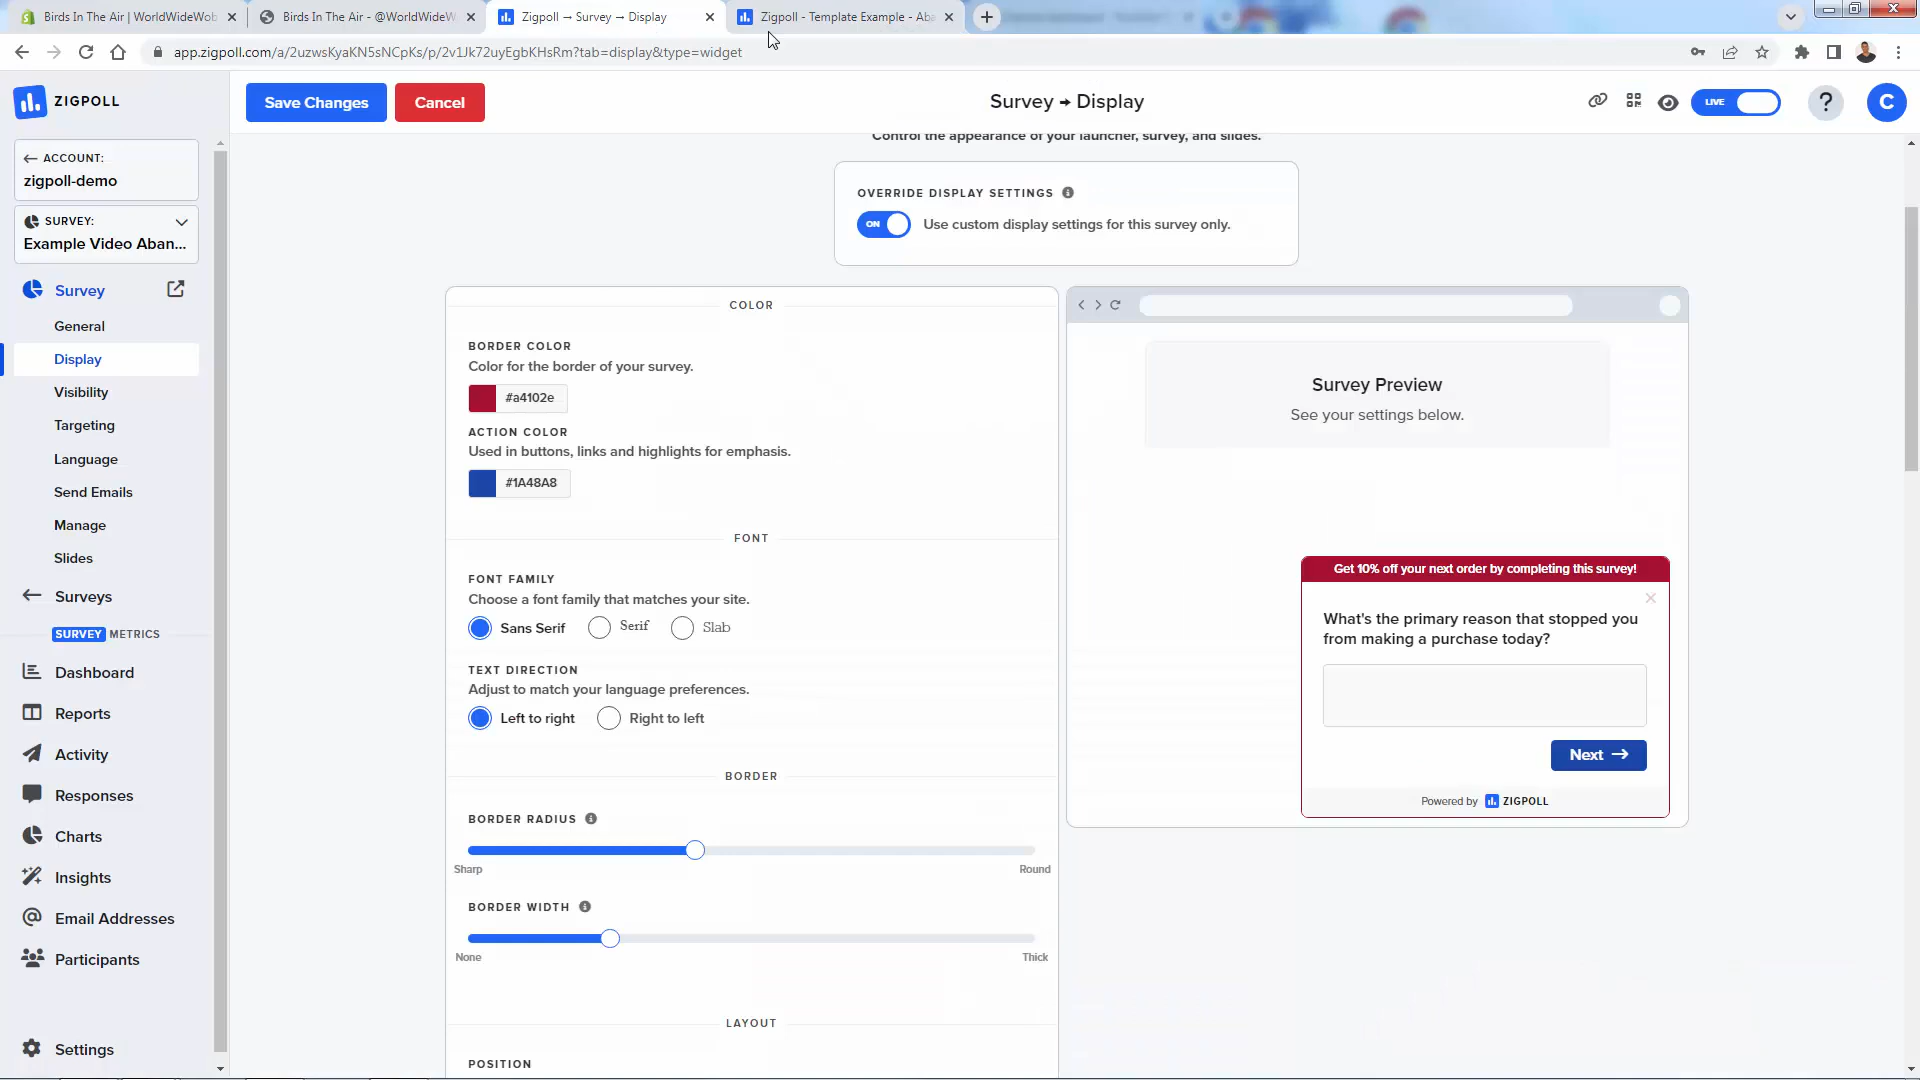 Birds In The Air | WorldWideWob
Birds In The Air - @WorldWideW
Zigpoll → Survey → Display
Zigpoll - Template Example - Aba
app.zigpoll.com/a/2uzwsKyaKN5sNCpKs/p/2v1Jk72uyEgbKHsRm?tab=display&type=widget
ZIGPOLL
Save Changes
Cancel
Survey → Display
LIVE
?
C
Control the appearance of your launcher, survey, and slides.
ACCOUNT:
zigpoll-demo
SURVEY:
Example Video Aban...
Survey
General
Display
Visibility
Targeting
Language
Send Emails
Manage
Slides
Surveys
SURVEY METRICS
Dashboard
Reports
Activity
Responses
Charts
Insights
Email Addresses
Participants
Settings
OVERRIDE DISPLAY SETTINGS
ON
Use custom display settings for this survey only.
COLOR
BORDER COLOR
Color for the border of your survey.
#a4102e
ACTION COLOR
Used in buttons, links and highlights for emphasis.
#1A48A8
FONT
FONT FAMILY
Choose a font family that matches your site.
Sans Serif
Serif
Slab
TEXT DIRECTION
Adjust to match your language preferences.
Left to right
Right to left
BORDER
BORDER RADIUS
Sharp
Round
BORDER WIDTH
None
Thick
LAYOUT
POSITION
Survey Preview
See your settings below.
Get 10% off your next order by completing this survey!
What's the primary reason that stopped you
from making a purchase today?
Next →
Powered by ZIGPOLL